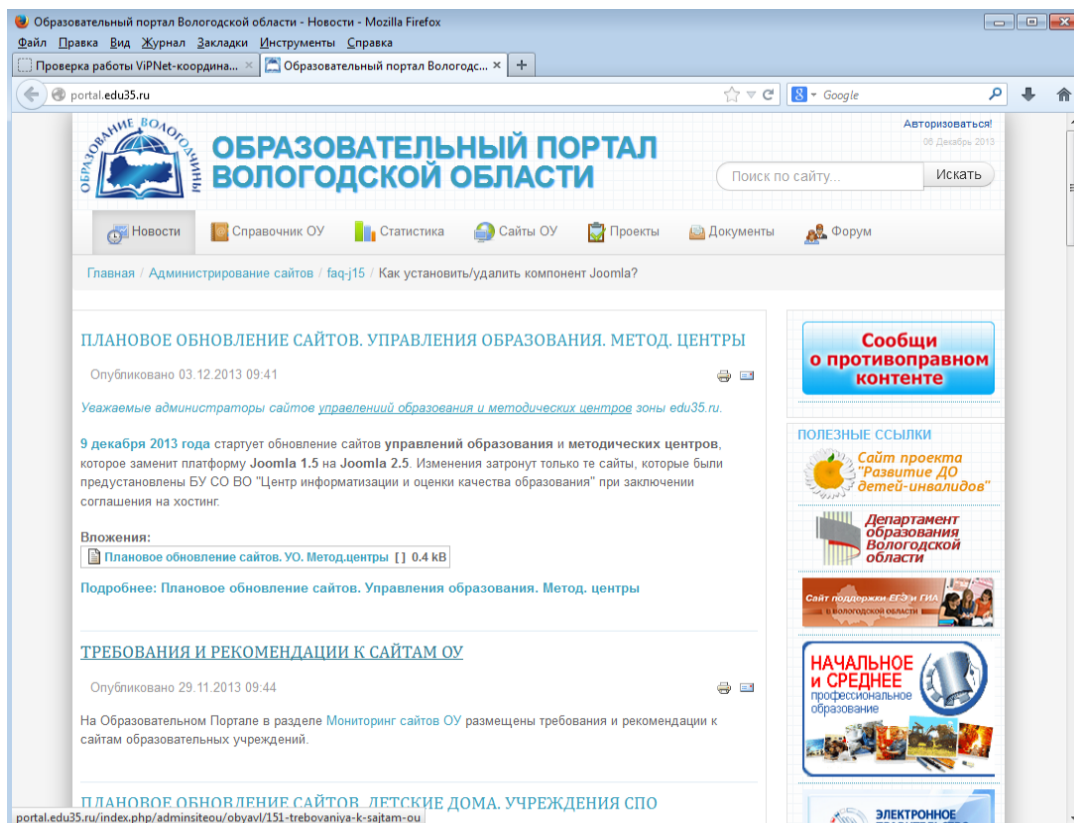 Образовательный портал Вологодской области - Новости - Mozilla Firefox
Файл Правка Вид Журнал Закладки Инструменты Справка
Проверка работы ViPNet-координа... × Образовательный портал Вологодс... × +
portal.edu35.ru Google
ОБРАЗОВАНИЕ ВОЛОГОДЧИНЫ
ОБРАЗОВАТЕЛЬНЫЙ ПОРТАЛ
ВОЛОГОДСКОЙ ОБЛАСТИ
Авторизоваться!
06 Декабрь 2013
Поиск по сайту... Искать
Новости Справочник ОУ Статистика Сайты ОУ Проекты Документы Форум
Главная / Администрирование сайтов / faq-j15 / Как установить/удалить компонент Joomla?
ПЛАНОВОЕ ОБНОВЛЕНИЕ САЙТОВ. УПРАВЛЕНИЯ ОБРАЗОВАНИЯ. МЕТОД. ЦЕНТРЫ
Опубликовано 03.12.2013 09:41
Уважаемые администраторы сайтов управлениий образования и методических центров зоны edu35.ru.
9 декабря 2013 года стартует обновление сайтов управлений образования и методических центров,
которое заменит платформу Joomla 1.5 на Joomla 2.5. Изменения затронут только те сайты, которые были
предустановлены БУ СО ВО "Центр информатизации и оценки качества образования" при заключении
соглашения на хостинг.
Вложения:
Плановое обновление сайтов. УО. Метод.центры [ ] 0.4 kB
Подробнее: Плановое обновление сайтов. Управления образования. Метод. центры
ТРЕБОВАНИЯ И РЕКОМЕНДАЦИИ К САЙТАМ ОУ
Опубликовано 29.11.2013 09:44
На Образовательном Портале в разделе Мониторинг сайтов ОУ размещены требования и рекомендации к
сайтам образовательных учреждений.
ПЛАНОВОЕ ОБНОВЛЕНИЕ САЙТОВ. ДЕТСКИЕ ДОМА. УЧРЕЖДЕНИЯ СПО
Сообщи
о противоправном
контенте
ПОЛЕЗНЫЕ ССЫЛКИ
Сайт проекта
"Развитие ДО
детей-инвалидов"
Департамент
образования
Вологодской
области
Сайт поддержки ЕГЭ и ГИА
в Вологодской области
НАЧАЛЬНОЕ
и СРЕДНЕЕ
профессиональное
образование
ЭЛЕКТРОННОЕ
portal.edu35.ru/index.php/adminsiteou/obyavl/151-trebovaniya-k-sajtam-ou